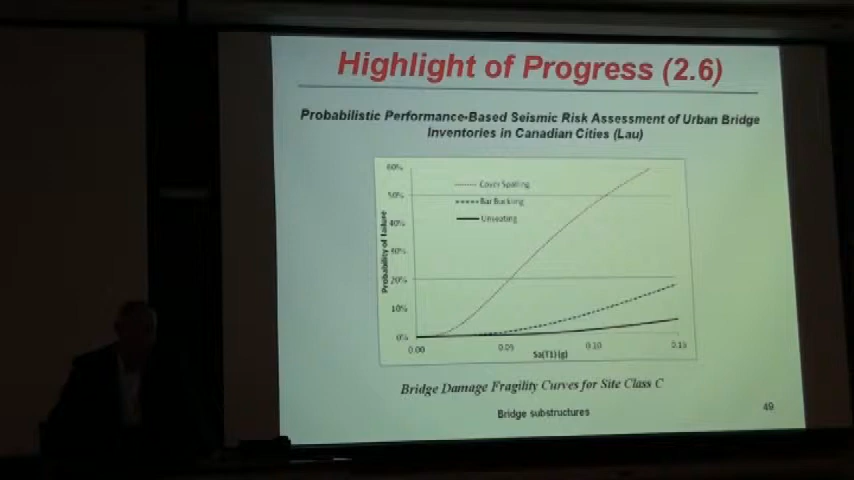 Highlight of Progress (2.6)
Probabilistic Performance-Based Seismic Risk Assessment of Urban Bridge
Inventories in Canadian Cities (Lau)
60%
Cover Spalling
50%
Bar Buckling
Unseating
40%
Probability of Failure
30%
20%
10%
0%
0.00
0.05
0.10
0.15
Sa(T1)(g)
Bridge Damage Fragility Curves for Site Class C
Bridge substructures
49